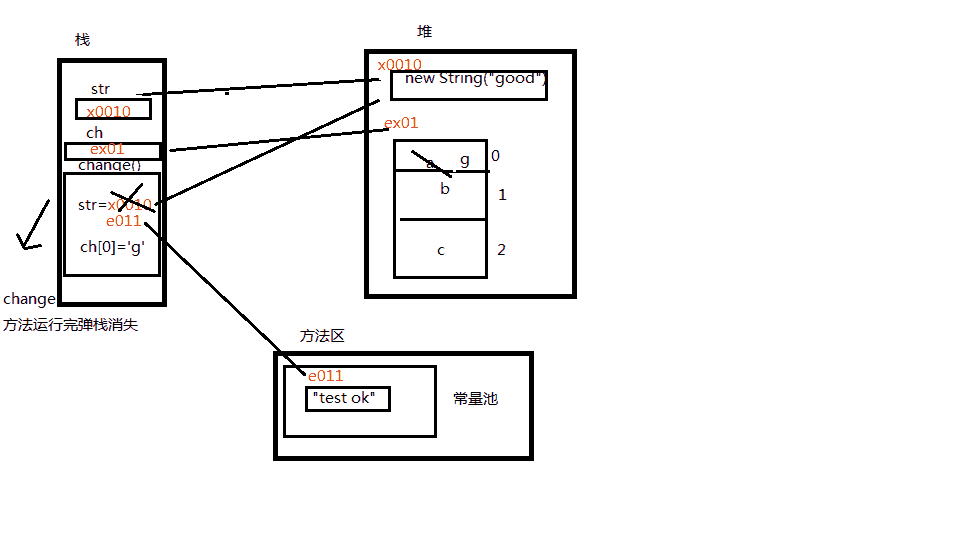 栈
堆
str
x0010
ch
ex01
change()
str=x0010
e011
ch[0]='g'
change
方法运行完弹栈消失
x0010
new String("good")
ex01
a
g
0
b
1
c
2
方法区
e011
"test ok"
常量池